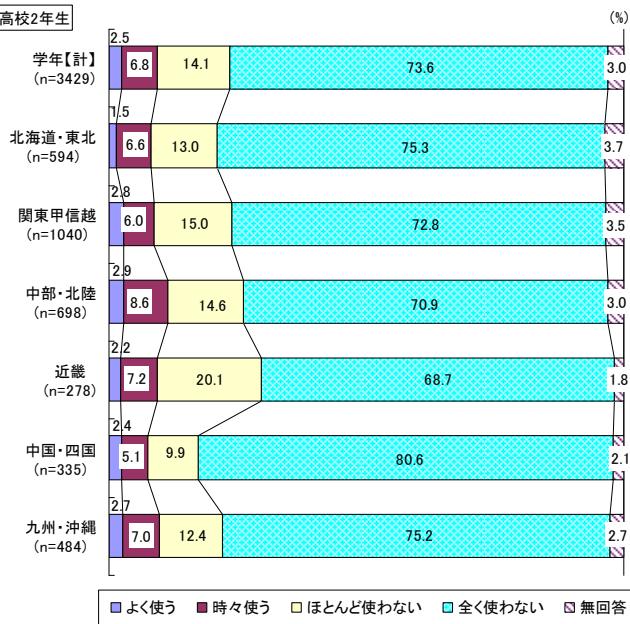 高校2年生
(%)
2.5
学年【計】
(n=3429)
6.8 14.1 73.6 3.0
1.5
北海道・東北
(n=594)
6.6 13.0 75.3 3.7
2.8
関東甲信越
(n=1040)
6.0 15.0 72.8 3.5
2.9
中部・北陸
(n=698)
8.6 14.6 70.9 3.0
2.2
近畿
(n=278)
7.2 20.1 68.7 1.8
2.4
中国・四国
(n=335)
5.1 9.9 80.6 2.1
2.7
九州・沖縄
(n=484)
7.0 12.4 75.2 2.7
よく使う 時々使う ほとんど使わない 全く使わない 無回答